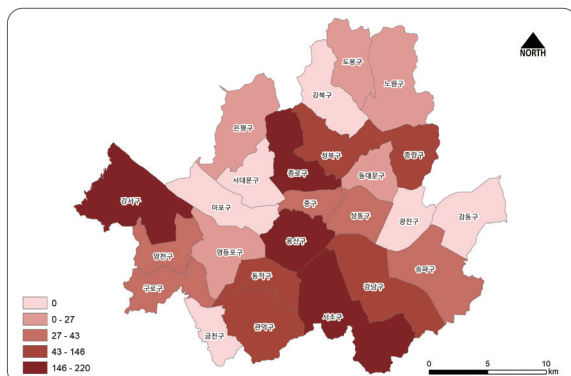 NORTH
도봉구
노원구
강북구
은평구
성북구
중랑구
종로구
동대문구
서대문구
강서구
중구
마포구
성동구
광진구
강동구
용산구
양천구
영등포구
송파구
동작구
강남구
구로구
서초구
관악구
금천구
0
0 - 27
27 - 43
43 - 146
146 - 220
0 5 10
km